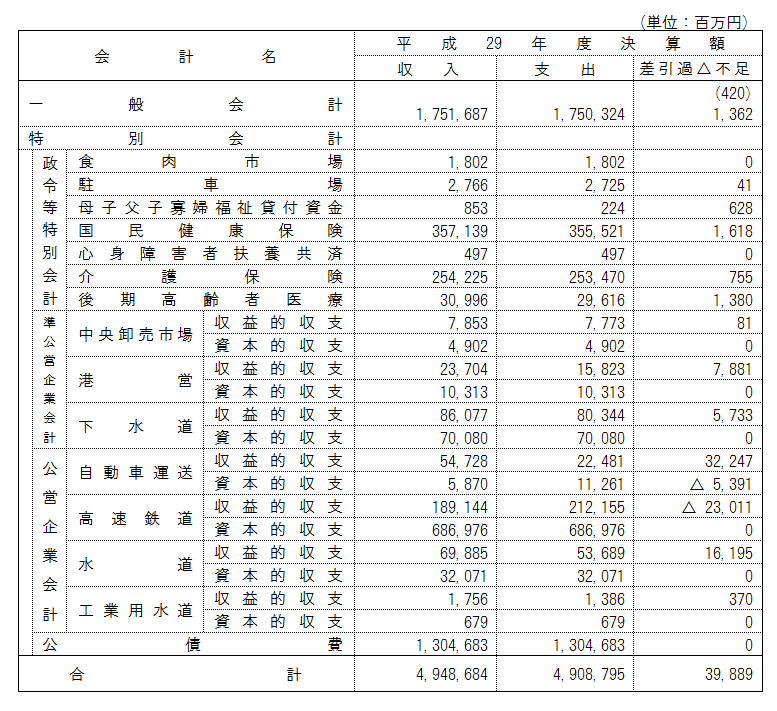 (単位：百万円)
会計名 平成29年度決算額
収入 支出 差引過△不足
一般会計 1,751,687 1,750,324 (420) 1,362
特別会計
政令等特別会計
食肉市場 1,802 1,802 0
駐車場 2,766 2,725 41
母子父子寡婦福祉貸付資金 853 224 628
国民健康保険 357,139 355,521 1,618
心身障害者扶養共済 497 497 0
介護保険 254,225 253,470 755
後期高齢者医療 30,996 29,616 1,380
準公営企業会計
中央卸売市場 収益的収支 7,853 7,773 81
資本的収支 4,902 4,902 0
港営 収益的収支 23,704 15,823 7,881
資本的収支 10,313 10,313 0
下水道 収益的収支 86,077 80,344 5,733
資本的収支 70,080 70,080 0
公営企業会計
自動車運送 収益的収支 54,728 22,481 32,247
資本的収支 5,870 11,261 △ 5,391
高速鉄道 収益的収支 189,144 212,155 △ 23,011
資本的収支 686,976 686,976 0
水道 収益的収支 69,885 53,689 16,195
資本的収支 32,071 32,071 0
工業用水道 収益的収支 1,756 1,386 370
資本的収支 679 679 0
公債費 1,304,683 1,304,683 0
合計 4,948,684 4,908,795 39,889